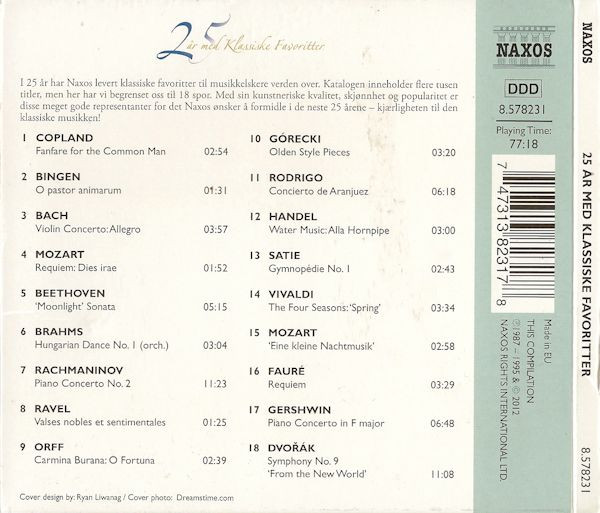 25 år med Klassiske Favoritter
I 25 år har Naxos levert klassiske favoritter til musikkelskere verden over. Katalogen inneholder flere tusen
titler, men her har vi begrenset oss til 18 spor. Med sin kunstneriske kvalitet, skjønnhet og popularitet er
disse meget gode representanter for det Naxos ønsker å formidle i de neste 25 årene – kjærligheten til den
klassiske musikken!
1 COPLAND
Fanfare for the Common Man 02:54
2 BINGEN
O pastor animarum 01:31
3 BACH
Violin Concerto: Allegro 03:57
4 MOZART
Requiem: Dies irae 01:52
5 BEETHOVEN
‘Moonlight’ Sonata 05:15
6 BRAHMS
Hungarian Dance No. 1 (orch.) 03:04
7 RACHMANINOV
Piano Concerto No. 2 11:23
8 RAVEL
Valses nobles et sentimentales 01:25
9 ORFF
Carmina Burana: O Fortuna 02:39
10 GÓRECKI
Olden Style Pieces 03:20
11 RODRIGO
Concierto de Aranjuez 06:18
12 HANDEL
Water Music: Alla Hornpipe 03:00
13 SATIE
Gymnopédie No. 1 02:43
14 VIVALDI
The Four Seasons: ‘Spring’ 03:34
15 MOZART
‘Eine kleine Nachtmusik’ 02:58
16 FAURÉ
Requiem 03:29
17 GERSHWIN
Piano Concerto in F major 06:48
18 DVOŘÁK
Symphony No. 9
‘From the New World’ 11:08
Cover design by: Ryan Liwanag / Cover photo: Dreamstime.com
NAXOS
DDD
8.578231
Playing Time:
77:18
7 47313 82317 8
Made in EU
THIS COMPILATION
℗ 1987 – 1995 & © 2012
NAXOS RIGHTS INTERNATIONAL LTD.
NAXOS
25 ÅR MED KLASSISKE FAVORITTER
8.578231